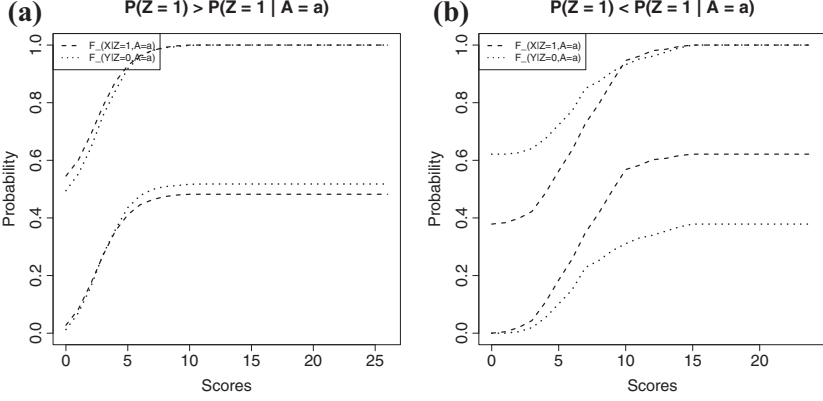 (a)
P(Z = 1) > P(Z = 1 | A = a)
F_(X|Z=1,A=a)
F_(Y|Z=0,A=a)
Probability
0.0 0.2 0.4 0.6 0.8 1.0
0 5 10 15 20 25
Scores
(b)
P(Z = 1) < P(Z = 1 | A = a)
F_(X|Z=1,A=a)
F_(Y|Z=0,A=a)
Probability
0.0 0.2 0.4 0.6 0.8 1.0
0 5 10 15 20
Scores